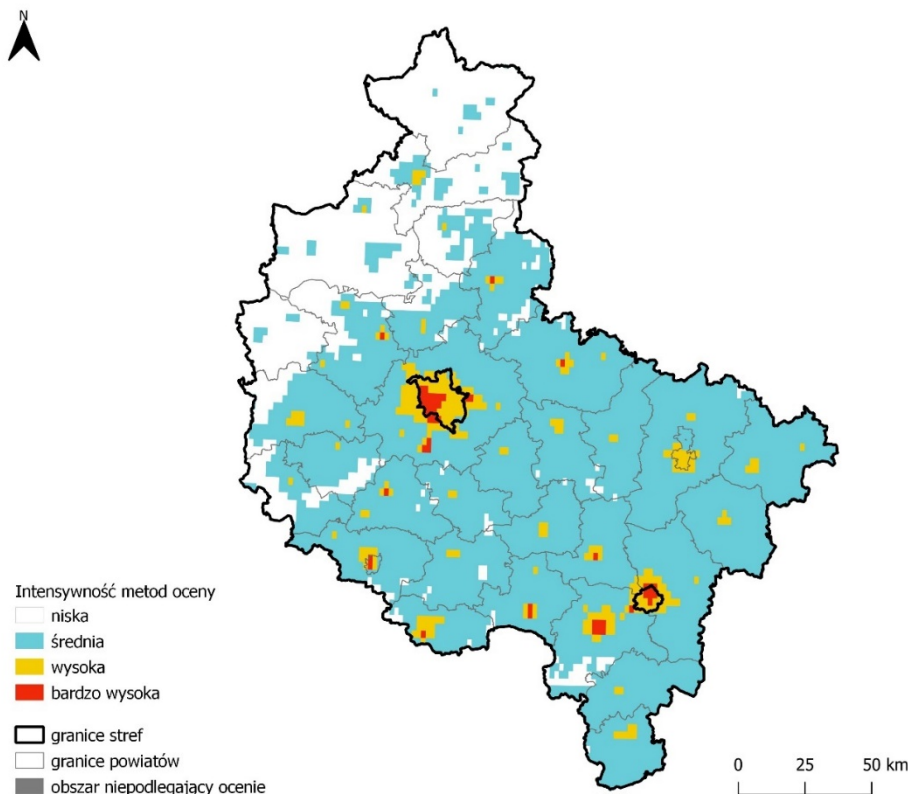 N
Intensywność metod oceny
niska
średnia
wysoka
bardzo wysoka
granice stref
granice powiatów
obszar niepodlegający ocenie
0 25 50 km